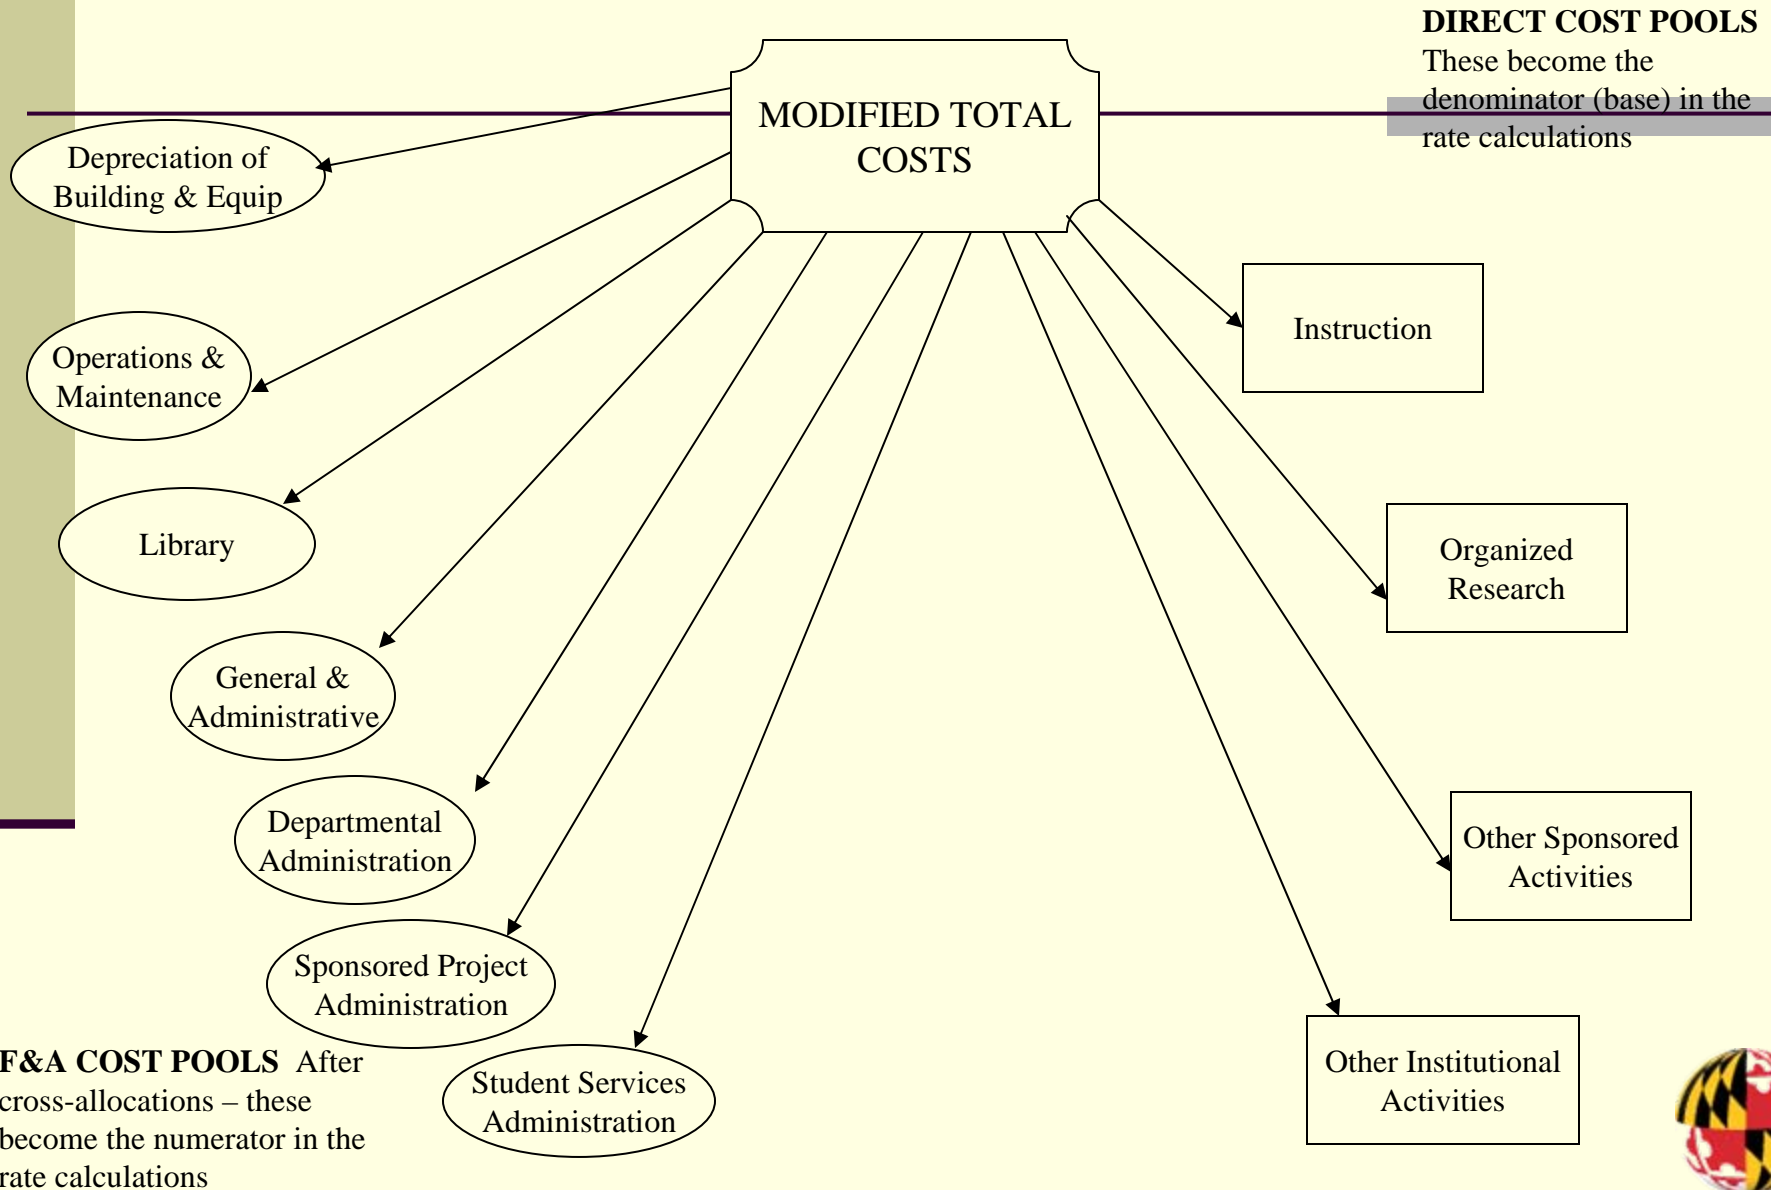 DIRECT COST POOLS
These become the
denominator (base) in the
rate calculations
MODIFIED TOTAL
COSTS
Depreciation of
Building & Equip
Operations &
Maintenance
Library
General &
Administrative
Departmental
Administration
Sponsored Project
Administration
Student Services
Administration
Instruction
Organized
Research
Other Sponsored
Activities
Other Institutional
Activities
F&A COST POOLS  After
cross-allocations – these
become the numerator in the
rate calculations